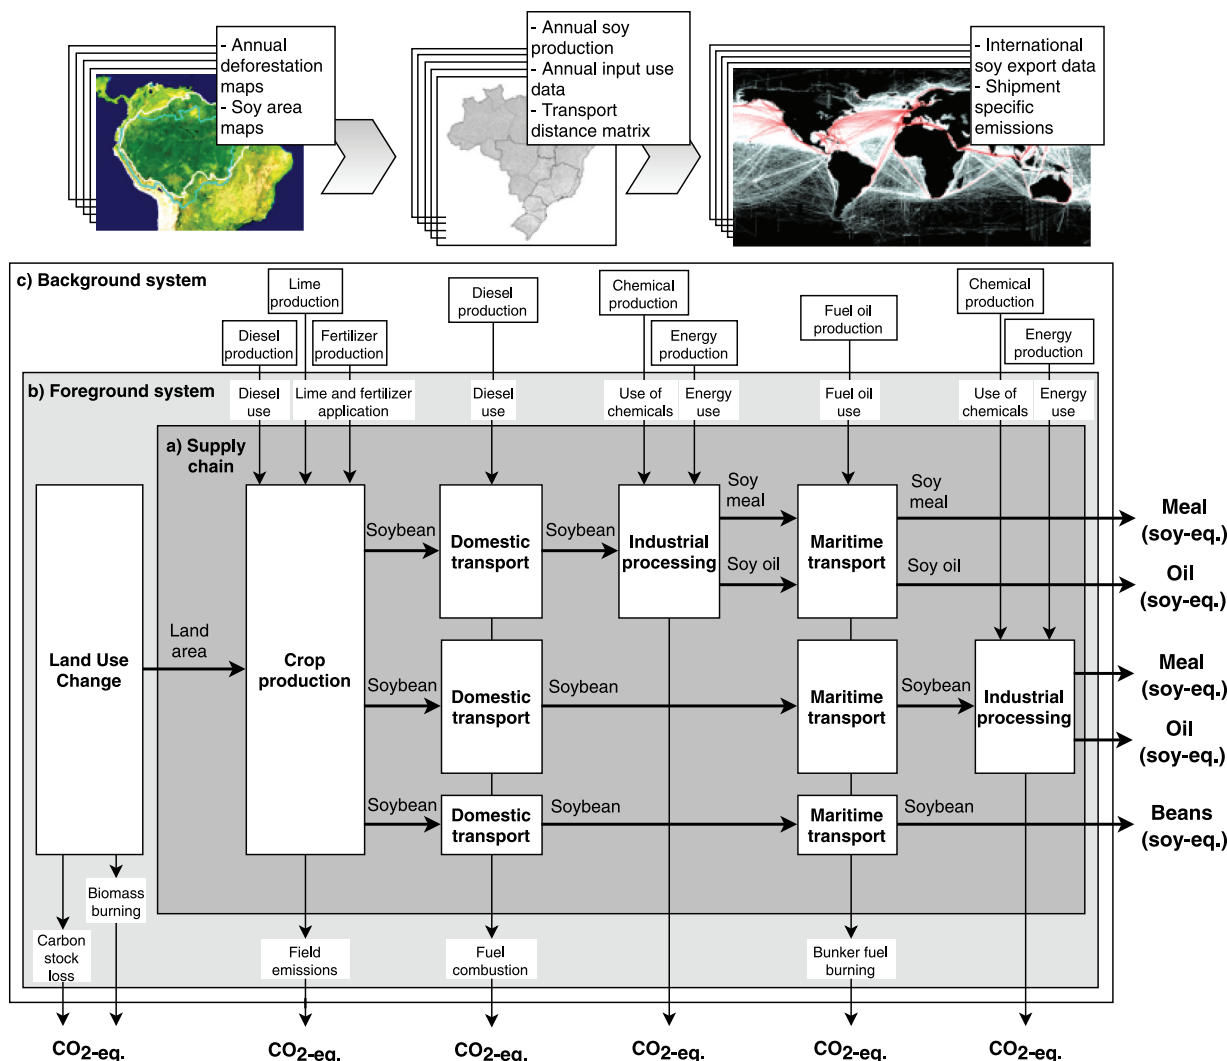 - Annual
deforestation
maps
- Soy area
maps
- Annual soy
production
- Annual input use
data
- Transport
distance matrix
- International
soy export data
- Shipment
specific
emissions
c) Background system
Lime
production
Diesel
production
Fertilizer
production
Diesel
production
Chemical
production
Energy
production
Fuel oil
production
Chemical
production
Energy
production
b) Foreground system
Diesel
use
Lime and fertilizer
application
Diesel
use
Use of
chemicals
Energy
use
Fuel oil
use
Use of
chemicals
Energy
use
a) Supply
chain
Land Use
Change
Land
area
Crop
production
Soybean
Domestic
transport
Soybean
Industrial
processing
Soy
meal
Soy oil
Maritime
transport
Soy
meal
Soy oil
Meal
(soy-eq.)
Oil
(soy-eq.)
Soybean
Domestic
transport
Soybean
Maritime
transport
Soybean
Industrial
processing
Meal
(soy-eq.)
Oil
(soy-eq.)
Soybean
Domestic
transport
Soybean
Maritime
transport
Soybean
Beans
(soy-eq.)
Biomass
burning
Carbon
stock
loss
Field
emissions
Fuel
combustion
Bunker fuel
burning
CO2-eq.
CO2-eq.
CO2-eq.
CO2-eq.
CO2-eq.
CO2-eq.